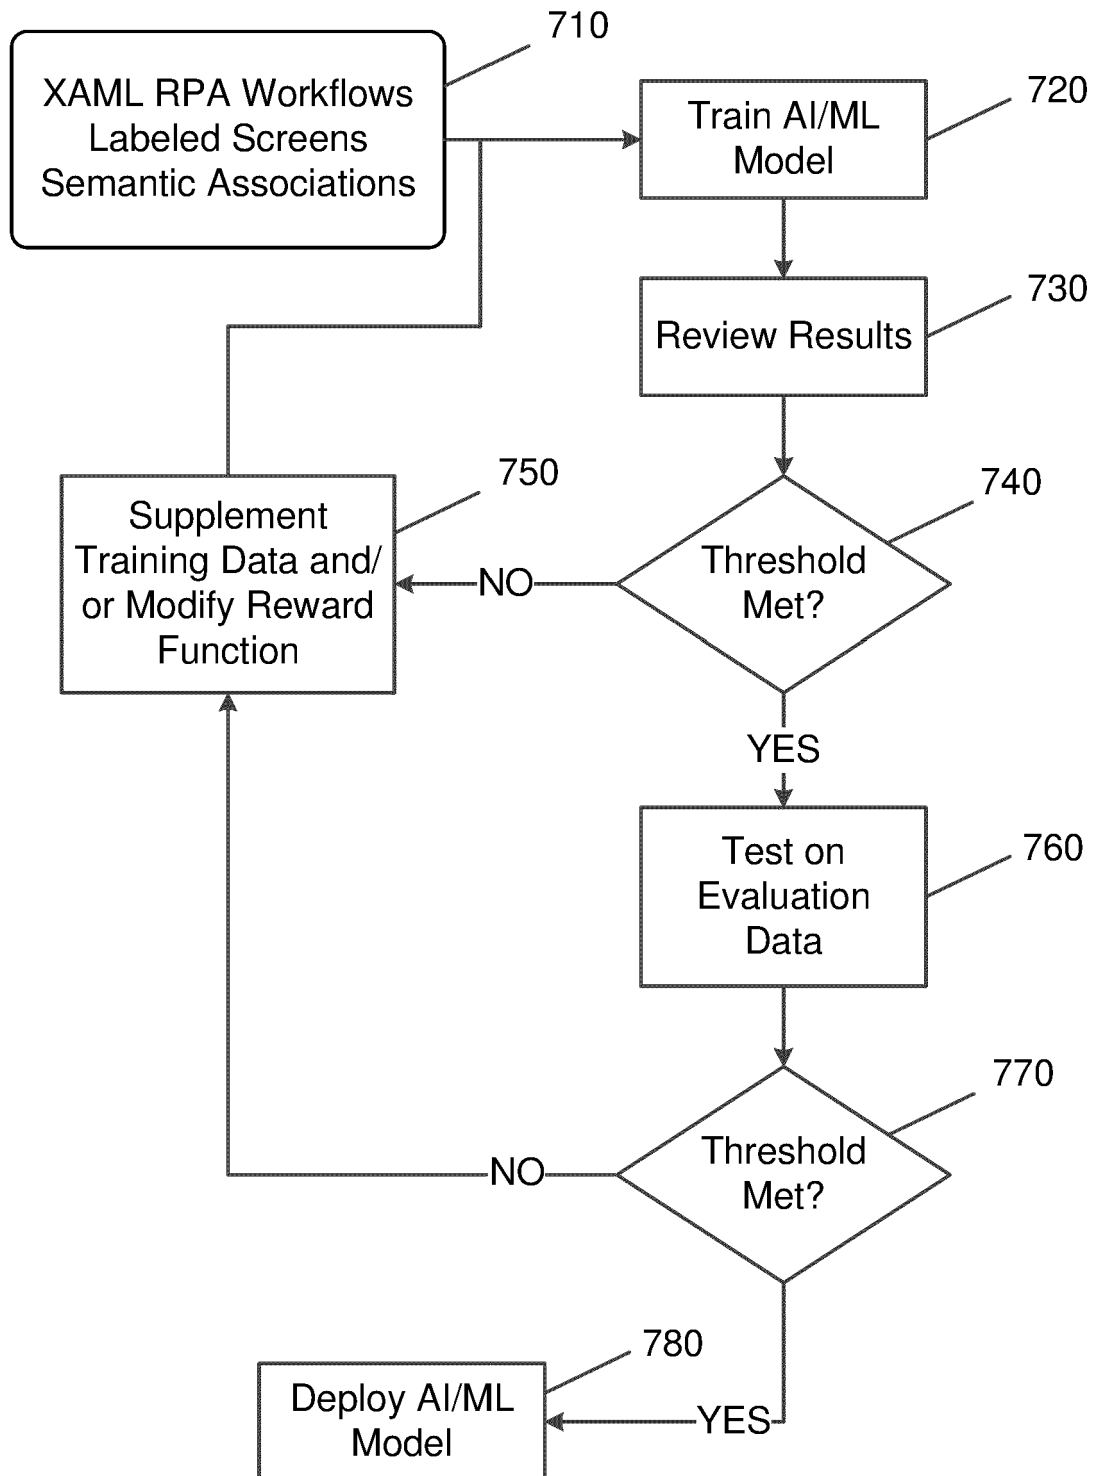 710
XAML RPA Workflows
Labeled Screens
Semantic Associations
720
Train AI/ML
Model
730
Review Results
740
Threshold
Met?
NO
750
Supplement
Training Data and/
or Modify Reward
Function
YES
760
Test on
Evaluation
Data
770
Threshold
Met?
NO
YES
780
Deploy AI/ML
Model